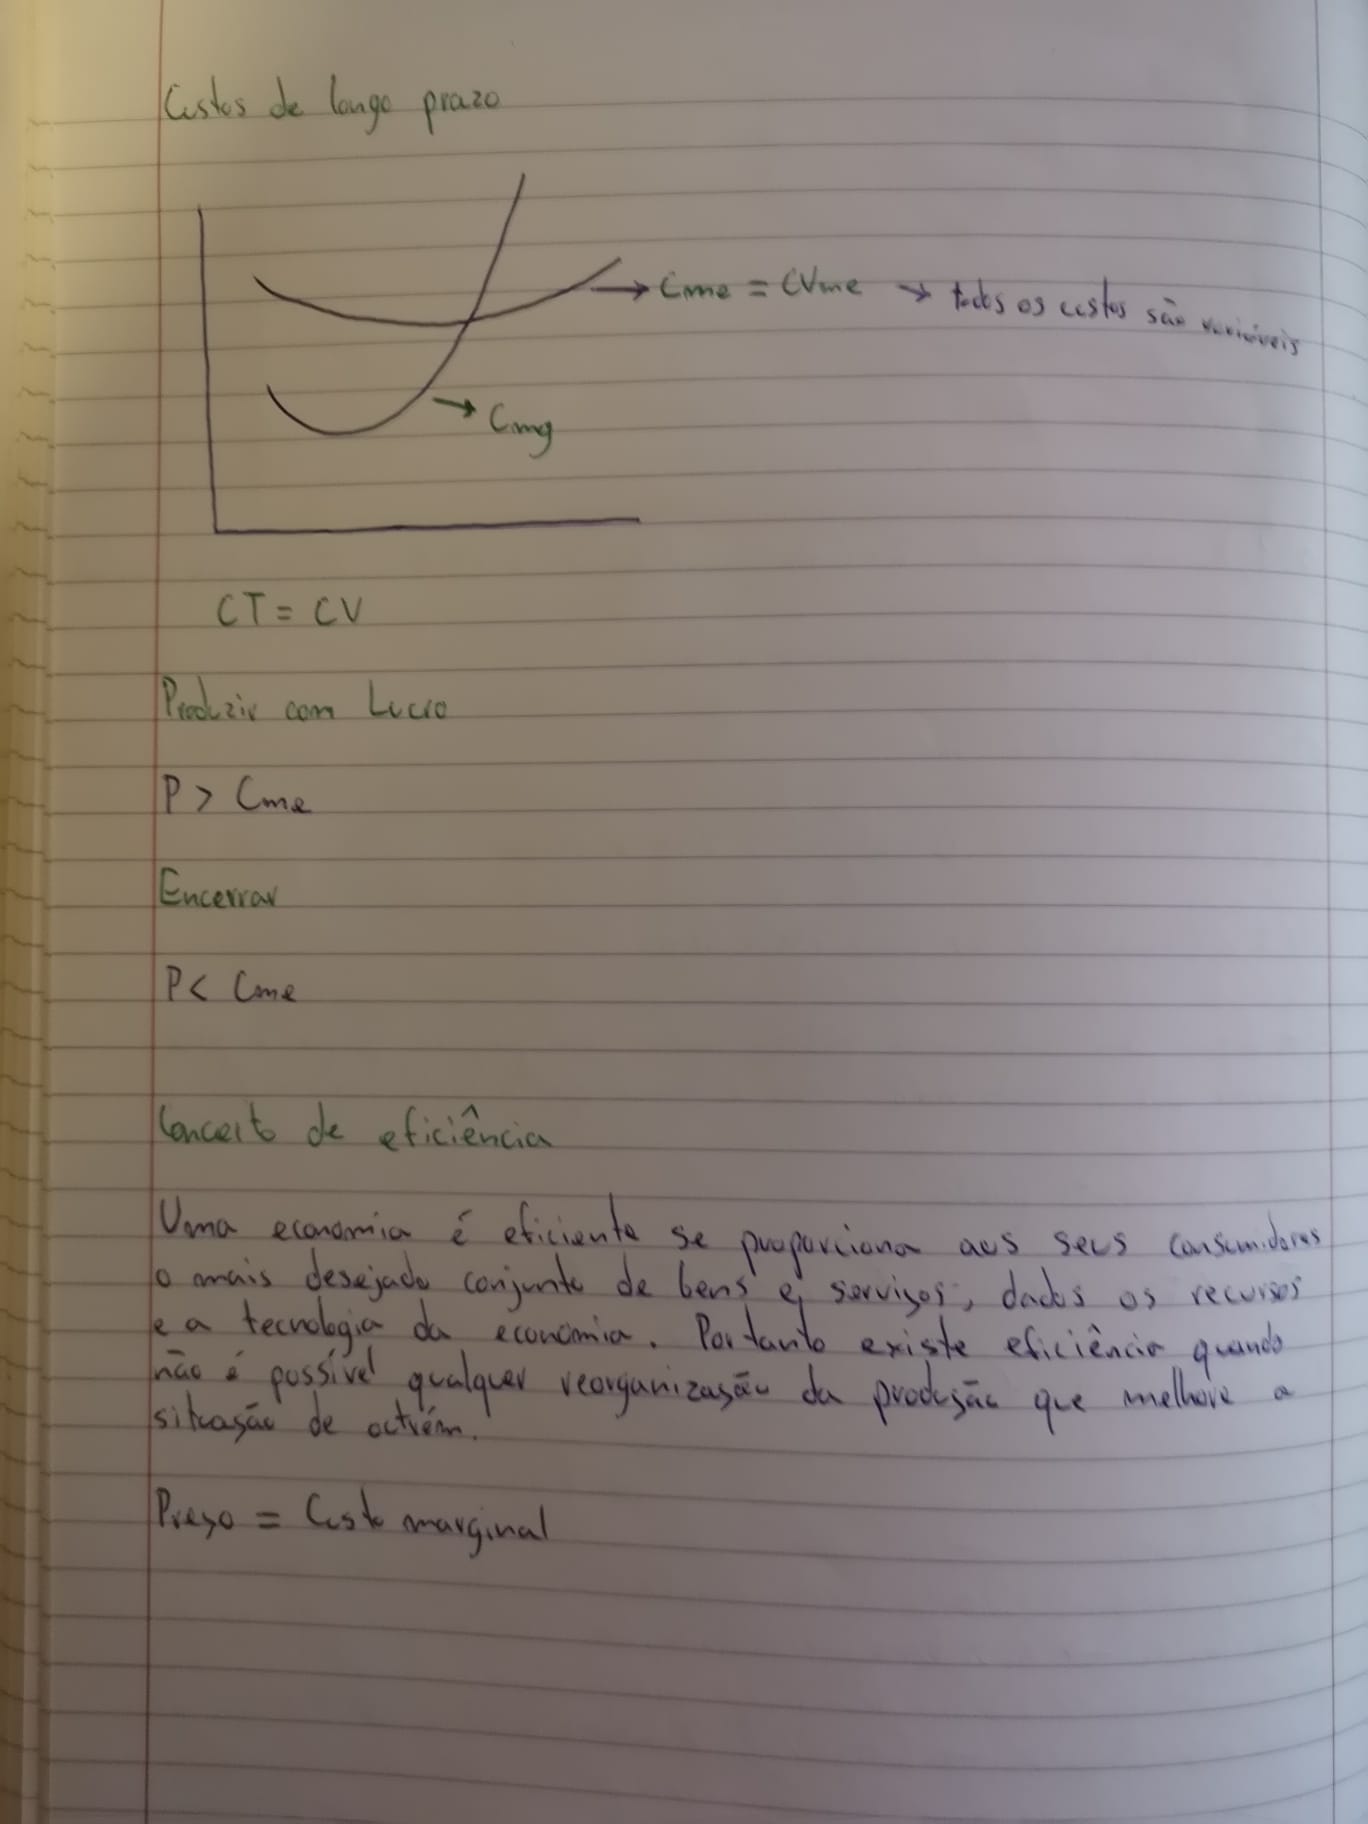 Custos de longo prazo
Cme = CVme → todos os custos são variáveis
Cmg
CT = CV
Produzir com Lucro
P > Cme
Encerrar
P < Cme
Conceito de eficiência
Uma economia é eficiente se proporciona aos seus consumidores
o mais desejado conjunto de bens e serviços, dados os recursos
e a tecnologia da economia. Portanto existe eficiência quando
não é possível qualquer reorganização da produção que melhore a
situação de outrém.
Preço = Custo marginal